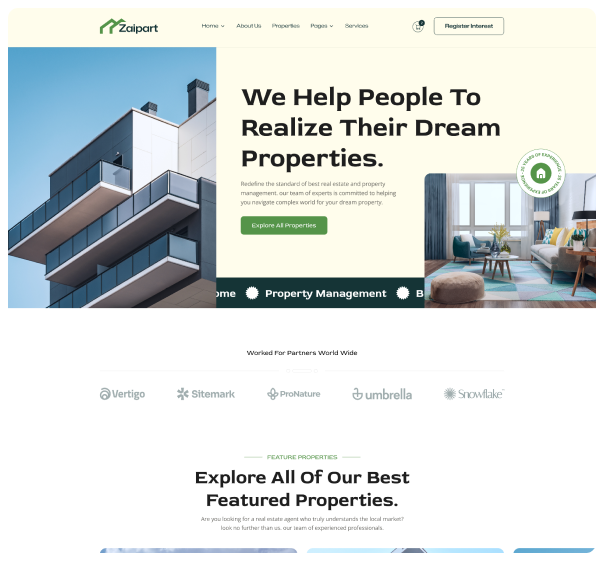 Zaipart
Home
About Us
Properties
Pages
Services
Register Interest
We Help People To
Realize Their Dream
Properties.
Redefine the standard of best real estate and property
management. our team of experts is committed to helping
you navigate complex world for your dream property.
Explore All Properties
25 YEARS OF EXPERIENCE
ome
Property Management
B
Worked For Partners World Wide
Vertigo
Sitemark
ProNature
umbrella
Snowflake
FEATURE PROPERTIES
Explore All Of Our Best
Featured Properties.
Are you looking for a real estate agent who truly understands the local market?
look no further than us. our team of experienced professionals.